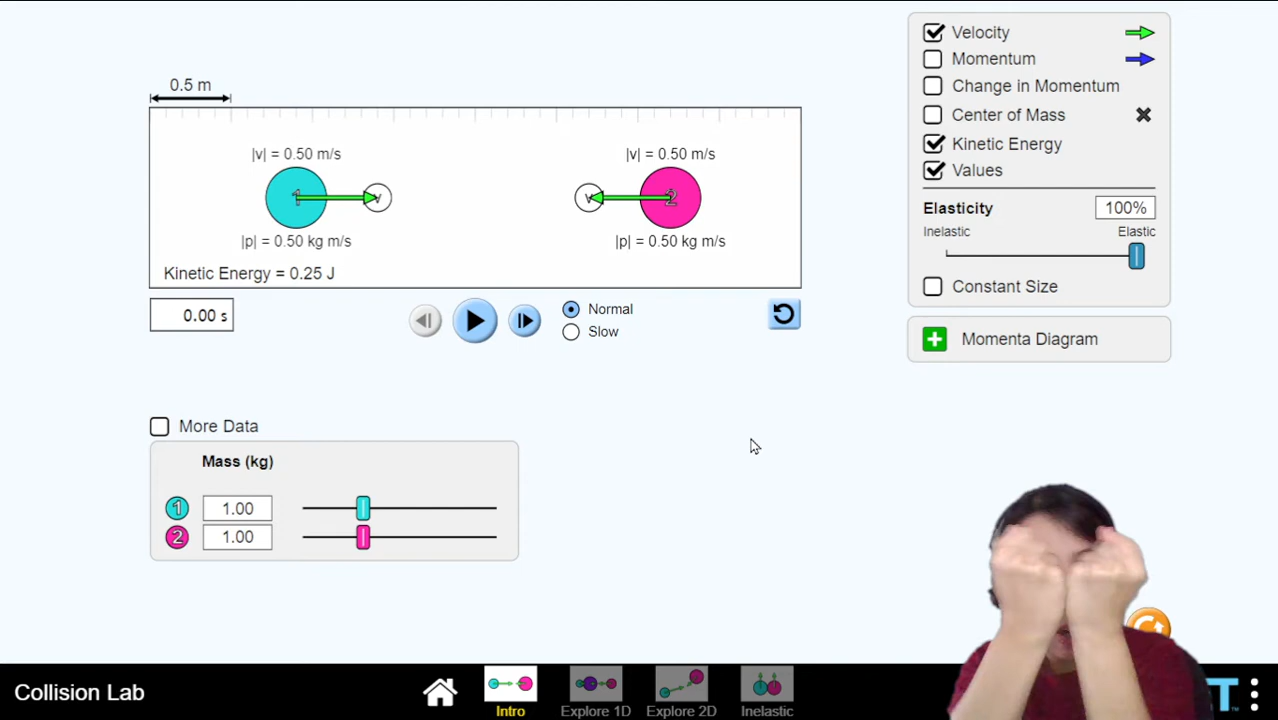 0.5 m
|v| = 0.50 m/s
|v| = 0.50 m/s
1
v
v
2
|p| = 0.50 kg m/s
|p| = 0.50 kg m/s
Kinetic Energy = 0.25 J
0.00 s
Normal
Slow
Velocity
Momentum
Change in Momentum
Center of Mass
Kinetic Energy
Values
Elasticity 100%
Inelastic Elastic
Constant Size
Momenta Diagram
More Data
Mass (kg)
1 1.00
2 1.00
Collision Lab
Intro
Explore 1D
Explore 2D
Inelastic